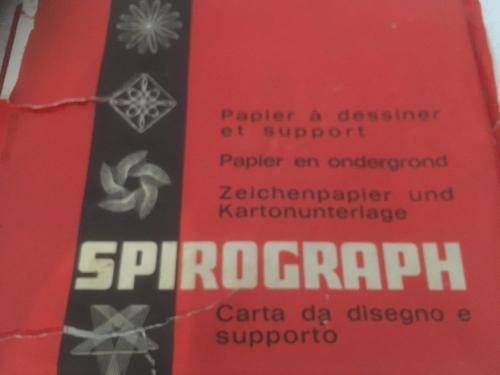 Papier à dessiner
et support
Papier en ondergrond
Zeichenpapier und
Kartonunterlage
SPIROGRAPH
Carta da disegno e
supporto